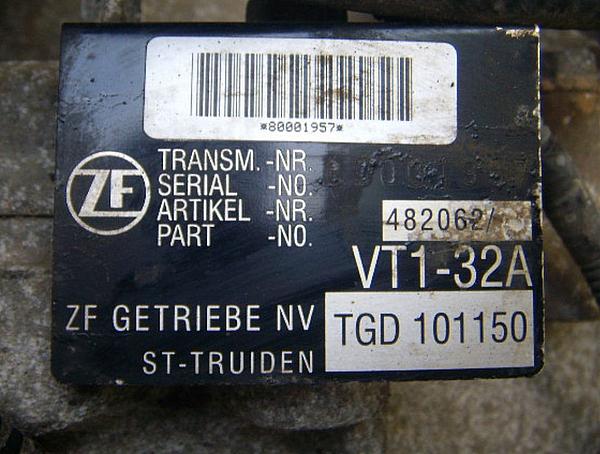 *80001957*
ZF
TRANSM. -NR.
SERIAL -NO.
ARTIKEL -NR. 482062/
PART -NO.
VT1-32A
ZF GETRIEBE NV TGD 101150
ST-TRUIDEN